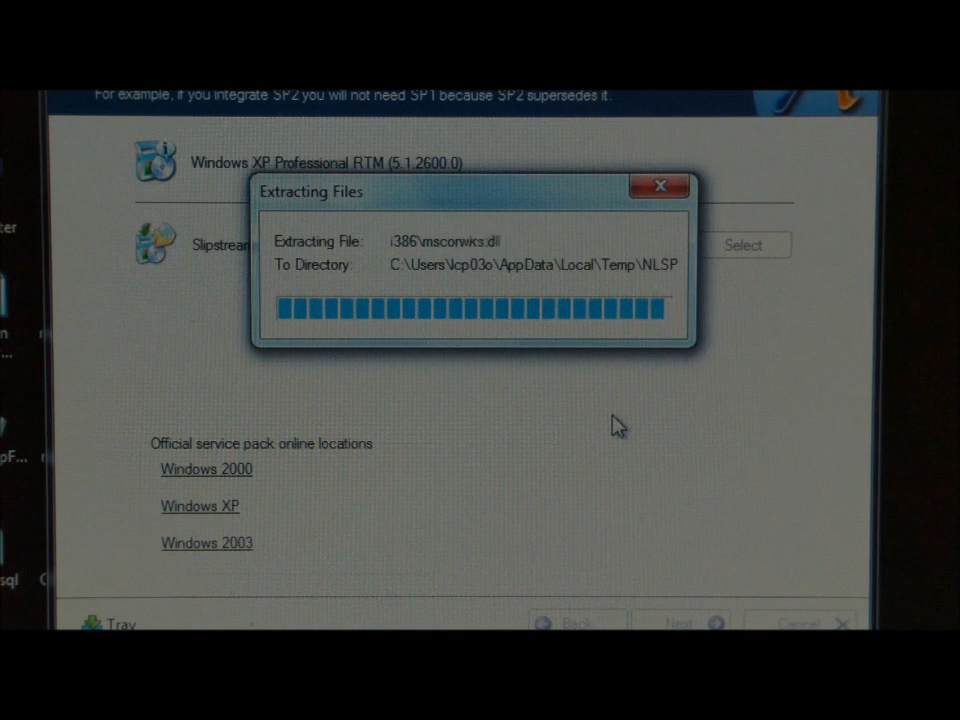 For example, if you integrate SP2 you will not need SP1 because SP2 supersedes it.
Windows XP Professional RTM (5.1.2600.0)
Extracting Files
Extracting File: i386\mscorwks.dll
To Directory: C:\Users\lcp03o\AppData\Local\Temp\NLSP
Slipstream
Select
Official service pack online locations
Windows 2000
Windows XP
Windows 2003
Tray
Back
Next
Cancel